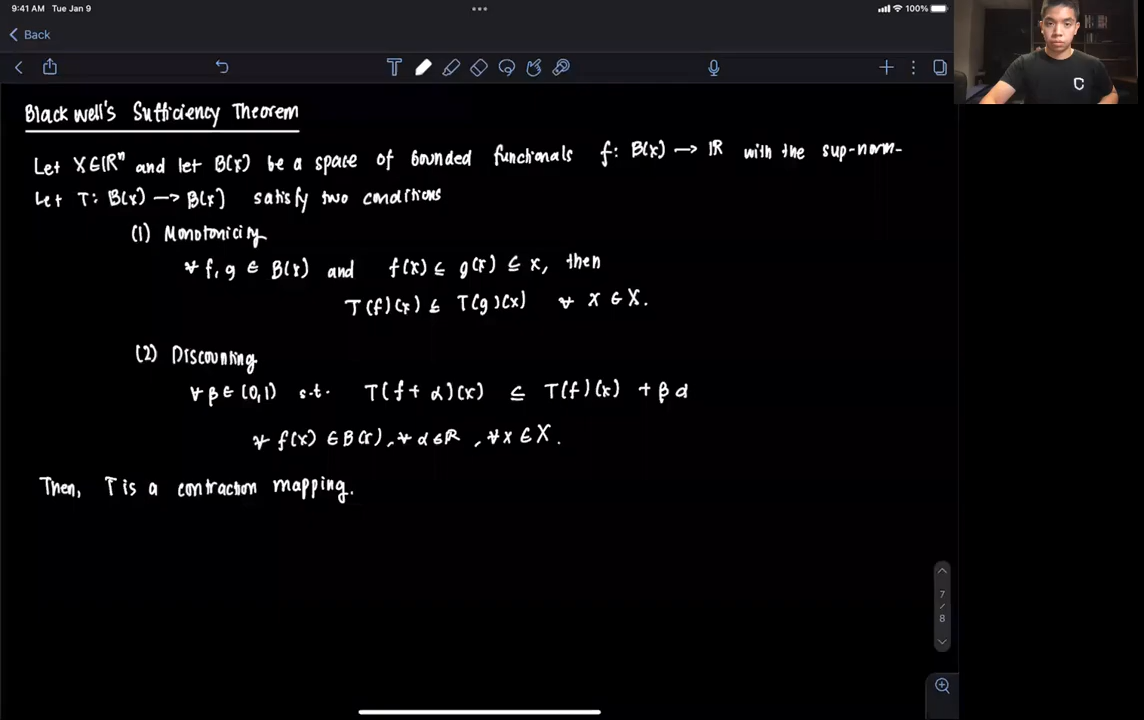 9:41 AM Tue Jan 9
100%
Back
Blackwell's Sufficiency Theorem
Let X∈ℝⁿ and let B(x) be a space of bounded functionals f: B(x) → ℝ with the sup-norm-
Let T: B(x) → B(x) satisfy two conditions
(1) Monotonicity
∀ f, g ∈ B(x) and f(x) ≤ g(x) ≤ x, then
T(f)(x) ≤ T(g)(x) ∀ x ∈ X.
(2) Discounting
∀ β ∈ (0,1) s.t. T(f + α)(x) ≤ T(f)(x) + β α
∀ f(x) ∈ B(x), ∀ α ∈ ℝ, ∀ x ∈ X.
Then, T is a contraction mapping.
7
/
8